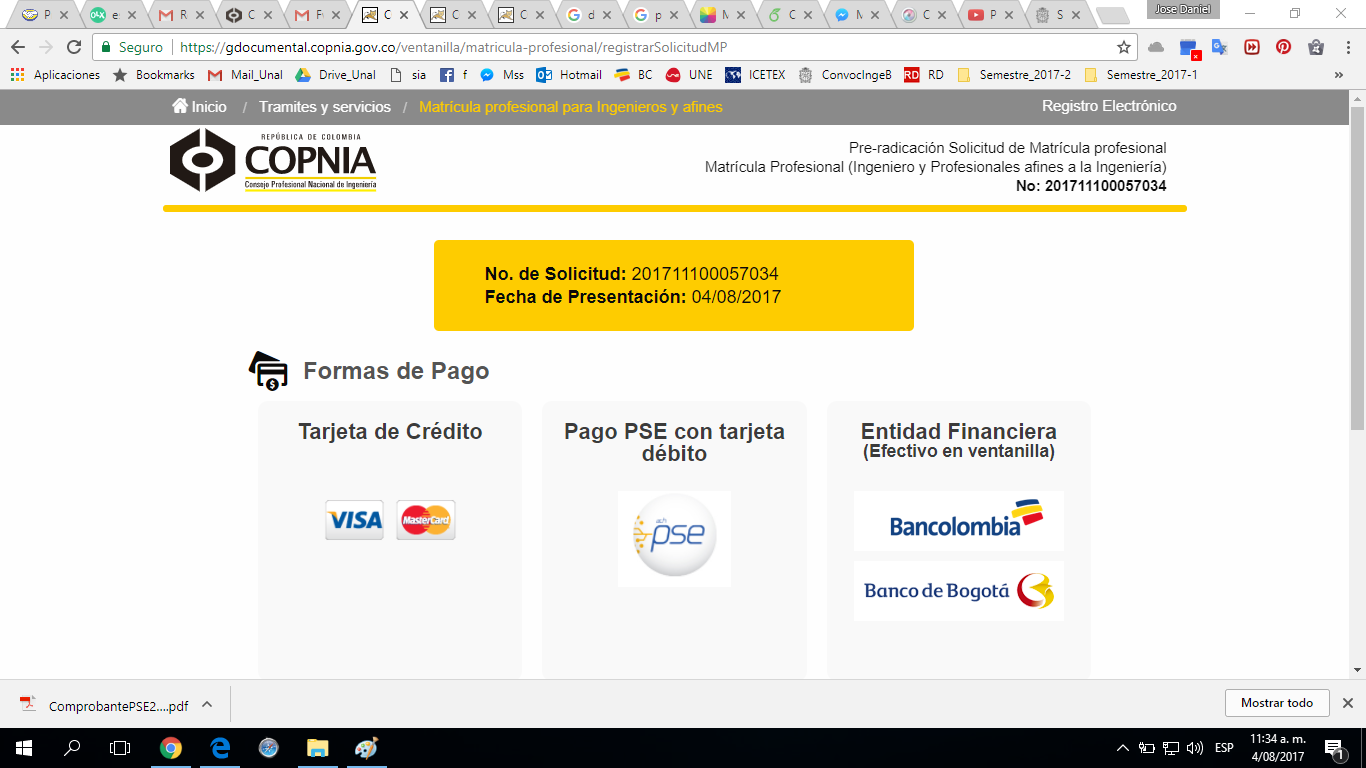 Jose Daniel
P
e
R
C
F
C
C
C
d
p
M
C
M
C
P
S
Seguro
https://gdocumental.copnia.gov.co/ventanilla/matricula-profesional/registrarSolicitudMP
Aplicaciones Bookmarks Mail_Unal Drive_Unal sia f Mss Hotmail BC UNE ICETEX ConvocIngeB RD RD Semestre_2017-2 Semestre_2017-1 »
Inicio / Tramites y servicios / Matrícula profesional para Ingenieros y afines Registro Electrónico
REPÚBLICA DE COLOMBIA
COPNIA
Consejo Profesional Nacional de Ingeniería
Pre-radicación Solicitud de Matrícula profesional
Matrícula Profesional (Ingeniero y Profesionales afines a la Ingeniería)
No: 201711100057034
No. de Solicitud: 201711100057034
Fecha de Presentación: 04/08/2017
Formas de Pago
Tarjeta de Crédito
VISA MasterCard
Pago PSE con tarjeta
débito
ach
pse
Entidad Financiera
(Efectivo en ventanilla)
Bancolombia
Banco de Bogotá
ComprobantePSE2....pdf
Mostrar todo
ESP
11:34 a. m.
4/08/2017
1